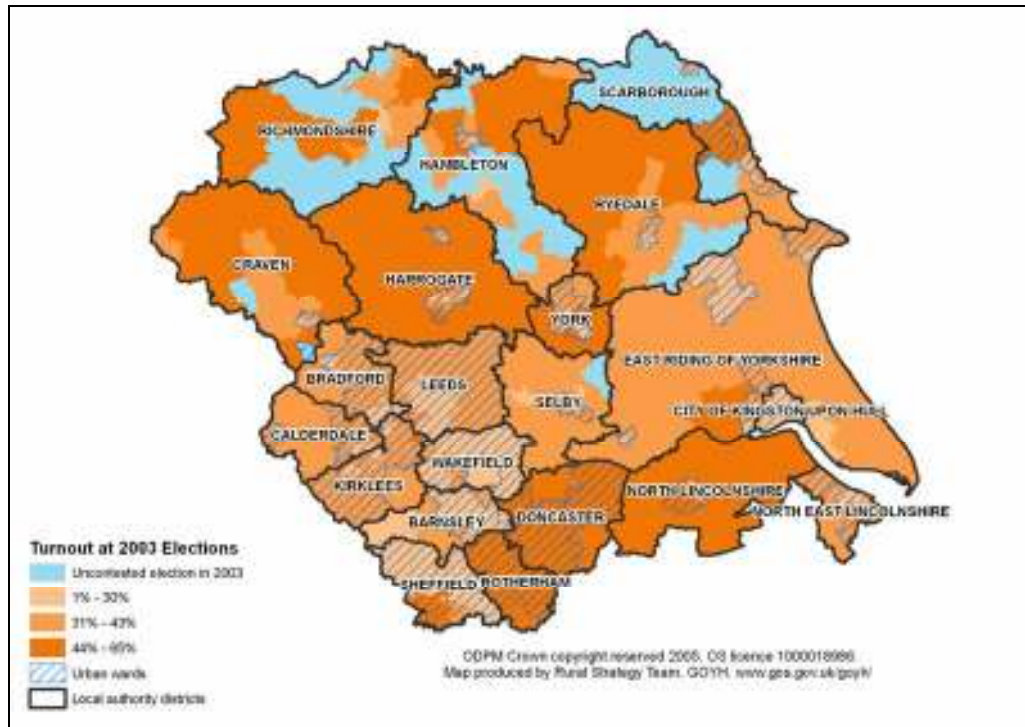 SCARBOROUGH
RICHMONDSHIRE
HAMBLETON
RYEDALE
CRAVEN
HARROGATE
YORK
EAST RIDING OF YORKSHIRE
BRADFORD
LEEDS
SELBY
CITY OF KINGSTON UPON HULL
CALDERDALE
WAKEFIELD
KIRKLEES
NORTH LINCOLNSHIRE
BARNSLEY
DONCASTER
NORTH EAST LINCOLNSHIRE
SHEFFIELD
ROTHERHAM
Turnout at 2003 Elections
Uncontested election in 2003
1% - 30%
31% - 43%
44% - 65%
Urban wards
Local authority districts
ODPM Crown copyright reserved 2005. OS licence 1000018986
Map produced by Rural Strategy Team. GOYH. www.gos.gov.uk/goyh/